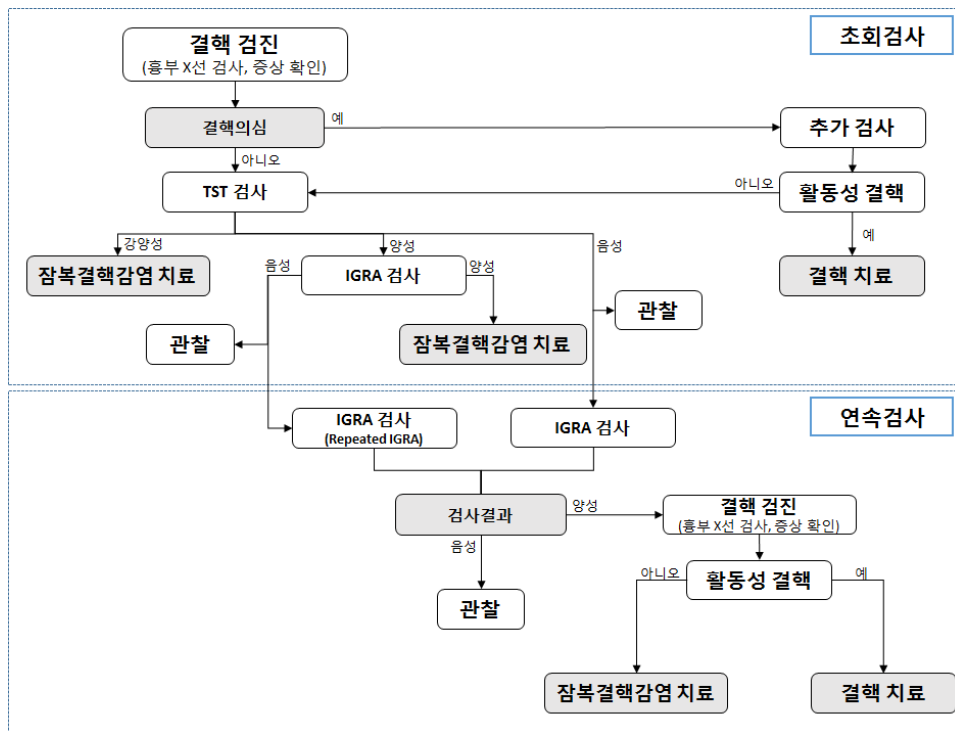 초회검사
결핵 검진
(흉부 X선 검사, 증상 확인)
결핵의심
예
추가 검사
아니오
TST 검사
아니오
활동성 결핵
강양성
양성
음성
예
잠복결핵감염 치료
음성
IGRA 검사
양성
결핵 치료
관찰
관찰
잠복결핵감염 치료
연속검사
IGRA 검사
(Repeated IGRA)
IGRA 검사
검사결과
양성
결핵 검진
(흉부 X선 검사, 증상 확인)
음성
아니오
활동성 결핵
예
관찰
잠복결핵감염 치료
결핵 치료